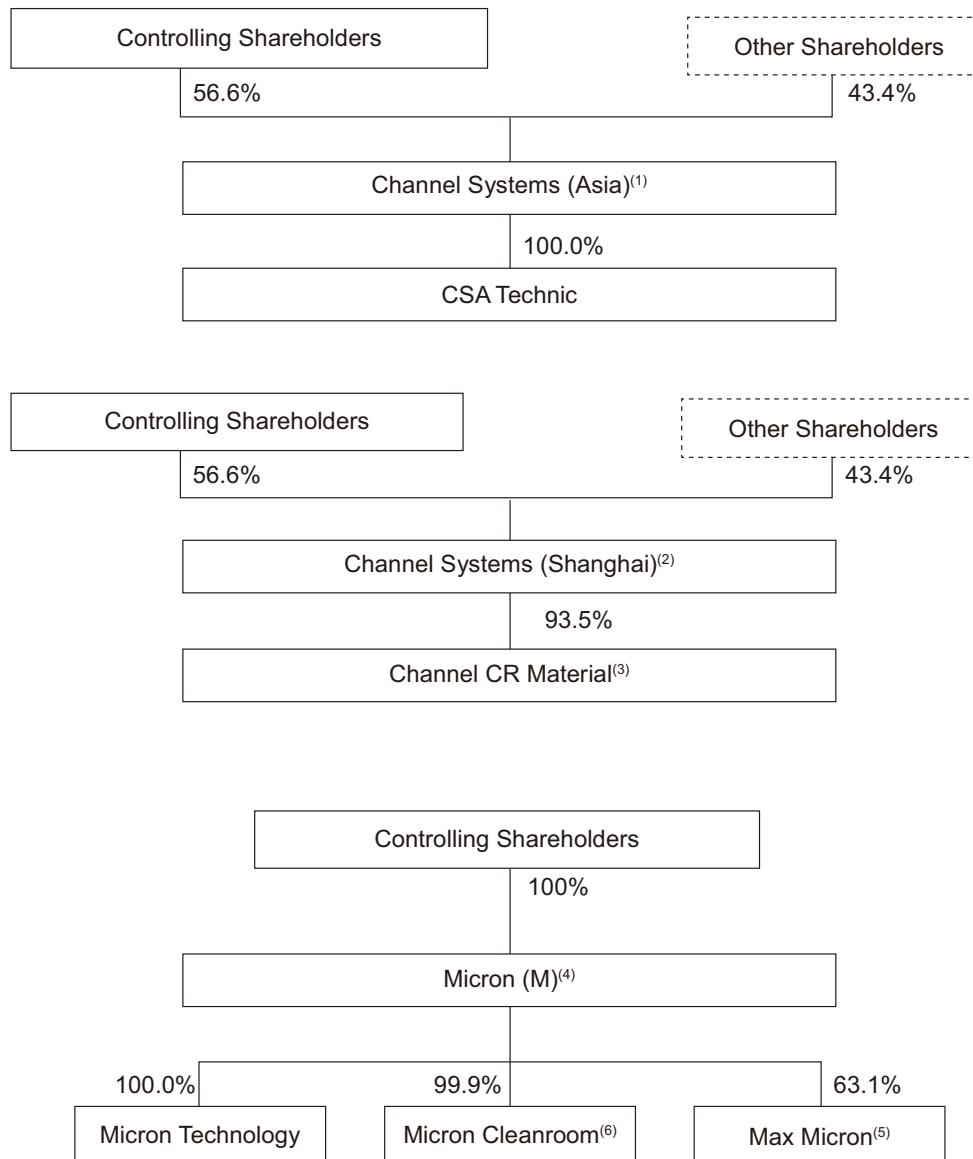 Controlling Shareholders
Other Shareholders
56.6%
43.4%
Channel Systems (Asia)(1)
100.0%
CSA Technic
Controlling Shareholders
Other Shareholders
56.6%
43.4%
Channel Systems (Shanghai)(2)
93.5%
Channel CR Material(3)
Controlling Shareholders
100%
Micron (M)(4)
100.0%
99.9%
63.1%
Micron Technology
Micron Cleanroom(6)
Max Micron(5)